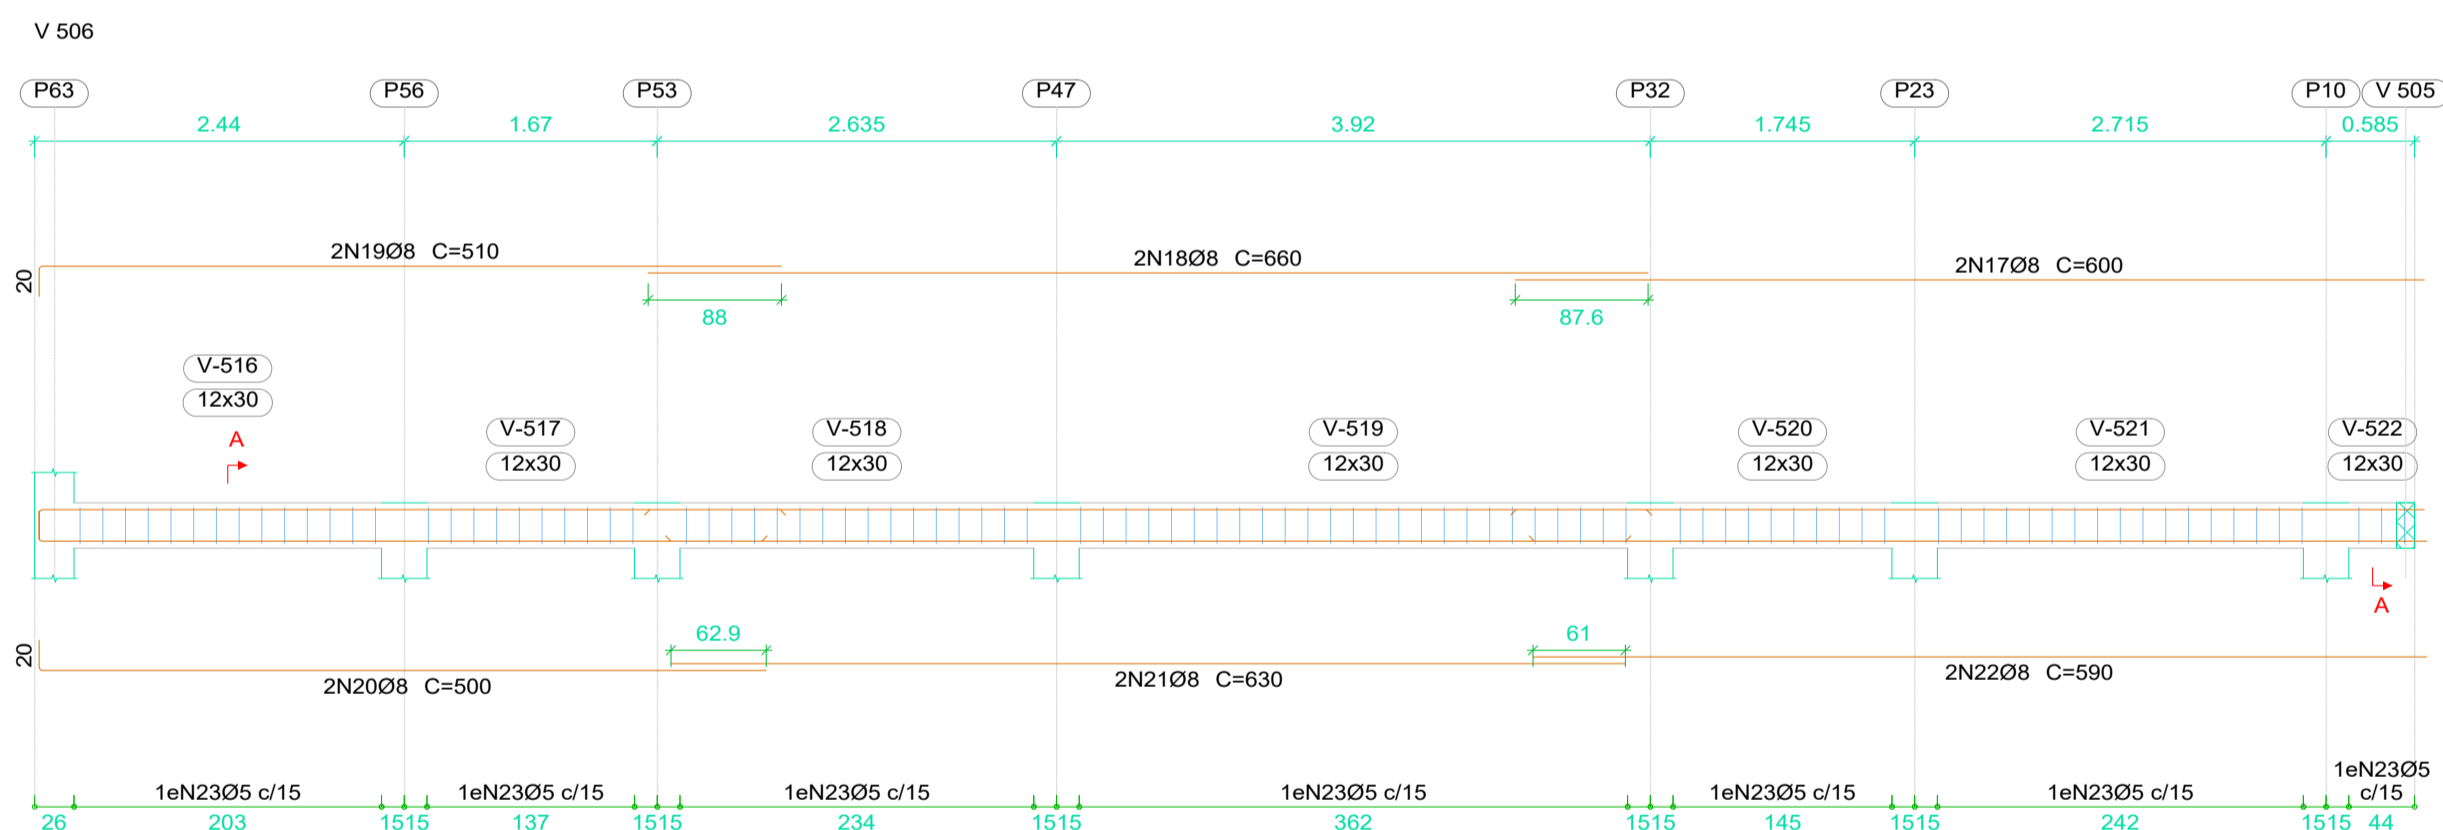 V 506
P63 P56 P53 P47 P32 P23 P10 V 505
2.44 1.67 2.635 3.92 1.745 2.715 0.585
2N19Ø8 C=510 2N18Ø8 C=660 2N17Ø8 C=600
20
88 87.6
V-516
12x30
A
V-517 V-518 V-519 V-520 V-521 V-522
12x30 12x30 12x30 12x30 12x30 12x30
A
62.9 61
20
2N20Ø8 C=500 2N21Ø8 C=630 2N22Ø8 C=590
1eN23Ø5 c/15 1eN23Ø5 c/15 1eN23Ø5 c/15 1eN23Ø5 c/15 1eN23Ø5 c/15 1eN23Ø5 c/15 1eN23Ø5
c/15
26 203 1515 137 1515 234 1515 362 1515 145 1515 242 1515 44